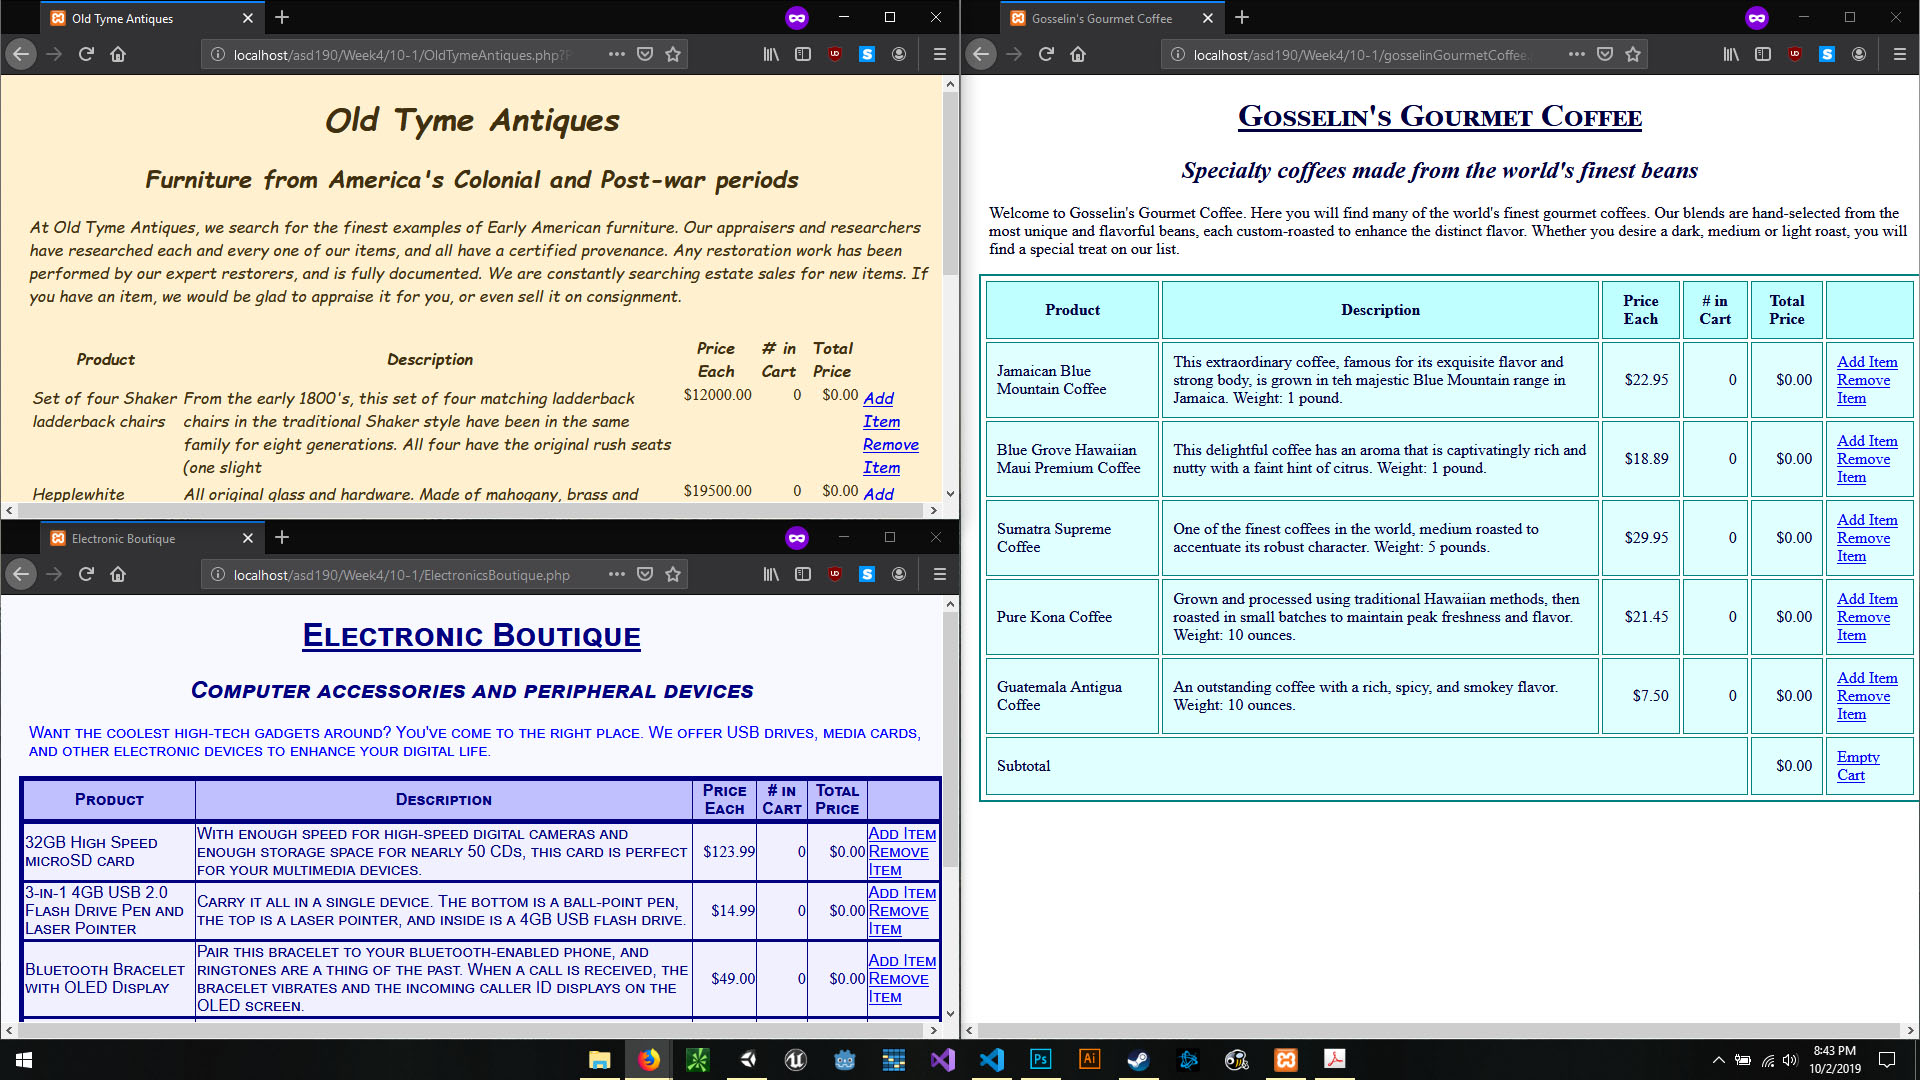 Old Tyme Antiques
localhost/asd190/Week4/10-1/OldTymeAntiques.php?
Old Tyme Antiques
Furniture from America's Colonial and Post-war periods
At Old Tyme Antiques, we search for the finest examples of Early American furniture. Our appraisers and researchers
have researched each and every one of our items, and all have a certified provenance. Any restoration work has been
performed by our expert restorers, and is fully documented. We are constantly searching estate sales for new items. If
you have an item, we would be glad to appraise it for you, or even sell it on consignment.
Product Description Price Each # in Cart Total Price
Set of four Shaker From the early 1800's, this set of four matching ladderback $12000.00 0 $0.00 Add
ladderback chairs chairs in the traditional Shaker style have been in the same Item
family for eight generations. All four have the original rush seats Remove
(one slight Item
Hepplewhite All original glass and hardware. Made of mahogany, brass and $19500.00 0 $0.00 Add
Electronic Boutique
localhost/asd190/Week4/10-1/ElectronicsBoutique.php
Electronic Boutique
Computer accessories and peripheral devices
Want the coolest high-tech gadgets around? You've come to the right place. We offer USB drives, media cards,
and other electronic devices to enhance your digital life.
Product Description Price Each # in Cart Total Price
32GB High Speed
microSD card
With enough speed for high-speed digital cameras and
enough storage space for nearly 50 CDs, this card is perfect
for your multimedia devices.
$123.99 0 $0.00
Add Item
Remove
Item
3-in-1 4GB USB 2.0
Flash Drive Pen and
Laser Pointer
Carry it all in a single device. The bottom is a ball-point pen,
the top is a laser pointer, and inside is a 4GB USB flash drive.
$14.99 0 $0.00
Add Item
Remove
Item
Bluetooth Bracelet
with OLED Display
Pair this bracelet to your bluetooth-enabled phone, and
ringtones are a thing of the past. When a call is received, the
bracelet vibrates and the incoming caller ID displays on the
OLED screen.
$49.00 0 $0.00
Add Item
Remove
Item
Gosselin's Gourmet Coffee
localhost/asd190/Week4/10-1/gosselinGourmetCoffee.
Gosselin's Gourmet Coffee
Specialty coffees made from the world's finest beans
Welcome to Gosselin's Gourmet Coffee. Here you will find many of the world's finest gourmet coffees. Our blends are hand-selected from the
most unique and flavorful beans, each custom-roasted to enhance the distinct flavor. Whether you desire a dark, medium or light roast, you will
find a special treat on our list.
Product Description Price Each # in Cart Total Price
Jamaican Blue
Mountain Coffee
This extraordinary coffee, famous for its exquisite flavor and
strong body, is grown in teh majestic Blue Mountain range in
Jamaica. Weight: 1 pound.
$22.95 0 $0.00
Add Item
Remove
Item
Blue Grove Hawaiian
Maui Premium Coffee
This delightful coffee has an aroma that is captivatingly rich and
nutty with a faint hint of citrus. Weight: 1 pound.
$18.89 0 $0.00
Add Item
Remove
Item
Sumatra Supreme
Coffee
One of the finest coffees in the world, medium roasted to
accentuate its robust character. Weight: 5 pounds.
$29.95 0 $0.00
Add Item
Remove
Item
Pure Kona Coffee
Grown and processed using traditional Hawaiian methods, then
roasted in small batches to maintain peak freshness and flavor.
Weight: 10 ounces.
$21.45 0 $0.00
Add Item
Remove
Item
Guatemala Antigua
Coffee
An outstanding coffee with a rich, spicy, and smokey flavor.
Weight: 10 ounces.
$7.50 0 $0.00
Add Item
Remove
Item
Subtotal $0.00
Empty
Cart
Ps
Ai
8:43 PM
10/2/2019